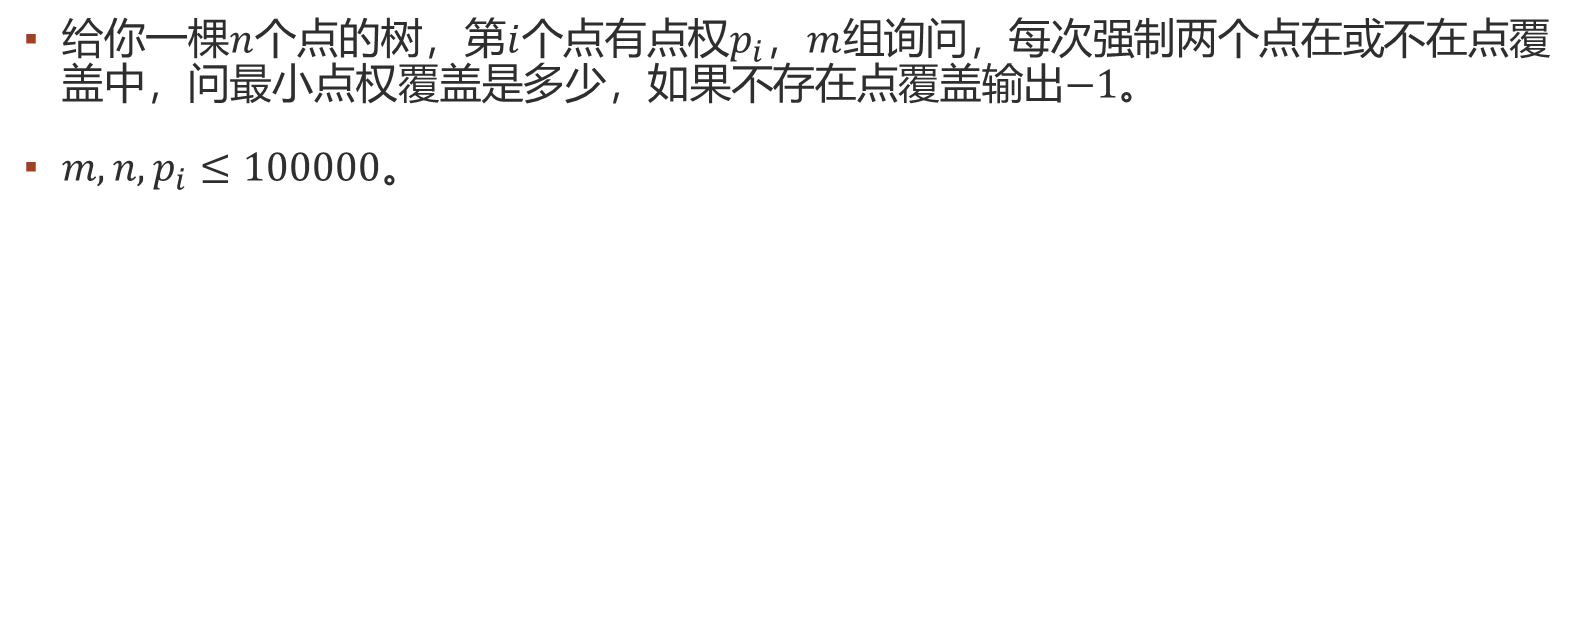 ▪ 给你一棵n个点的树，第i个点有点权pᵢ，m组询问，每次强制两个点在或不在点覆
盖中，问最小点权覆盖是多少，如果不存在点覆盖输出−1。
▪ m, n, pᵢ ≤ 100000。